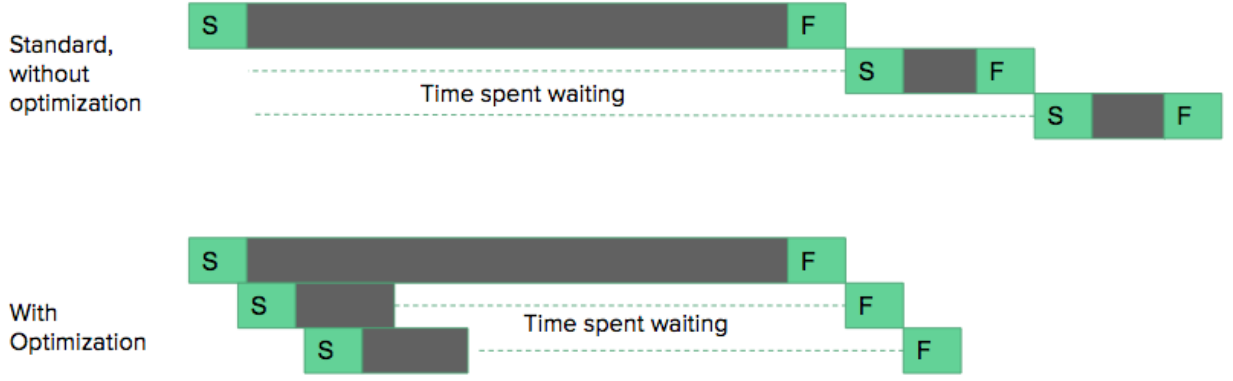 S F
Standard,
without
optimization
S F
Time spent waiting
S F
S F
With
Optimization
S F
Time spent waiting
S F